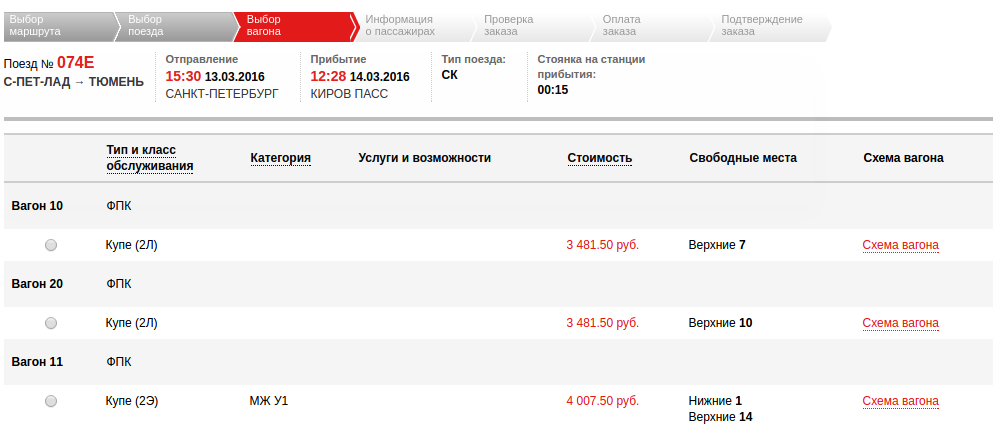 Выбор маршрута
Выбор поезда
Выбор вагона
Информация о пассажирах
Проверка заказа
Оплата заказа
Подтверждение заказа
Поезд № 074Е
С-ПЕТ-ЛАД → ТЮМЕНЬ
Отправление
15:30 13.03.2016
САНКТ-ПЕТЕРБУРГ
Прибытие
12:28 14.03.2016
КИРОВ ПАСС
Тип поезда:
СК
Стоянка на станции
прибытия:
00:15
Тип и класс обслуживания Категория Услуги и возможности Стоимость Свободные места Схема вагона
Вагон 10 ФПК
Купе (2Л) 3 481.50 руб. Верхние 7 Схема вагона
Вагон 20 ФПК
Купе (2Л) 3 481.50 руб. Верхние 10 Схема вагона
Вагон 11 ФПК
Купе (2Э) МЖ У1 4 007.50 руб. Нижние 1 Схема вагона
Верхние 14